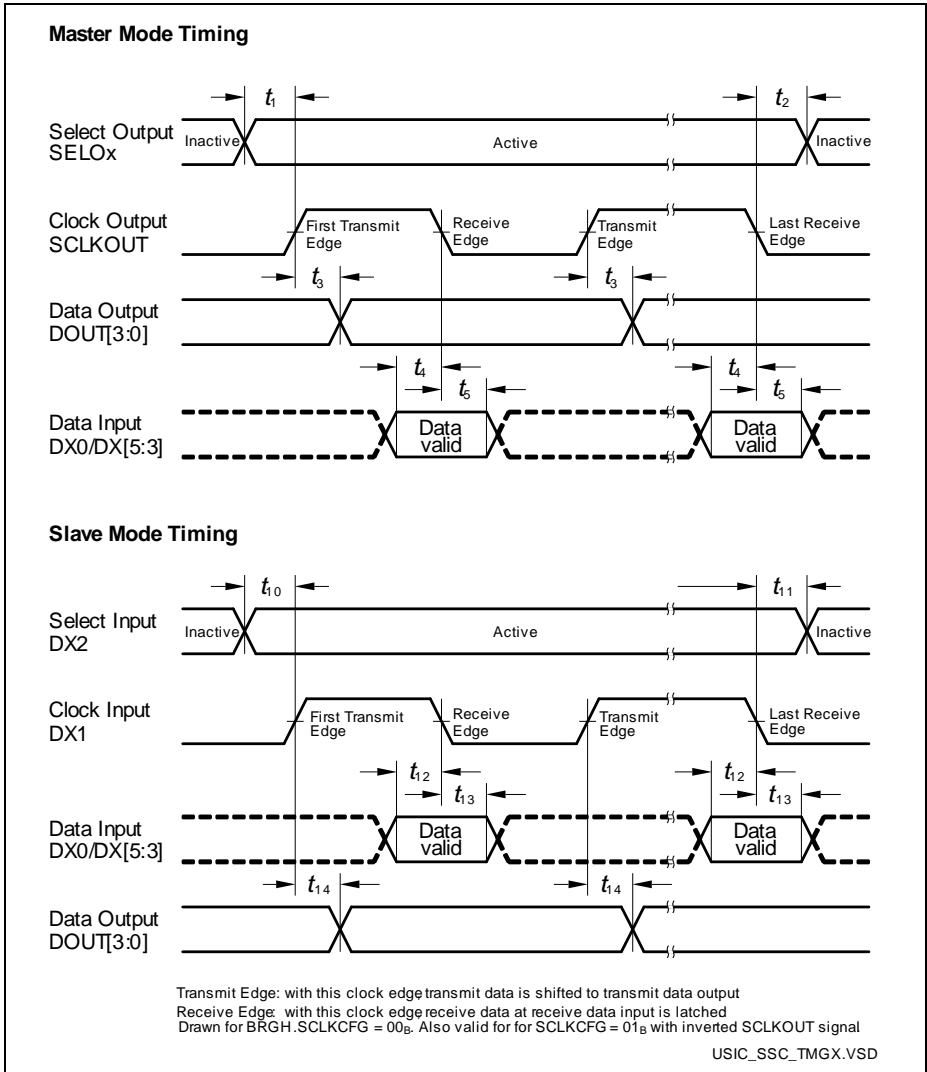 Master Mode Timing
t1
t2
Select Output
SELOx
Inactive
Active
Inactive
Clock Output
SCLKOUT
First Transmit
Edge
Receive
Edge
Transmit
Edge
Last Receive
Edge
t3
t3
Data Output
DOUT[3:0]
t4
t5
t4
t5
Data Input
DX0/DX[5:3]
Data
valid
Data
valid
Slave Mode Timing
t10
t11
Select Input
DX2
Inactive
Active
Inactive
Clock Input
DX1
First Transmit
Edge
Receive
Edge
Transmit
Edge
Last Receive
Edge
t12
t13
t12
t13
Data Input
DX0/DX[5:3]
Data
valid
Data
valid
t14
t14
Data Output
DOUT[3:0]
Transmit Edge: with this clock edge, transmit data is shifted to transmit data output
Receive Edge: with this clock edge, receive data at receive data input is latched
Drawn for BRGH.SCLKCFG = 00B. Also valid for for SCLKCFG = 01B with inverted SCLKOUT signal.
USIC_SSC_TMGX.VSD